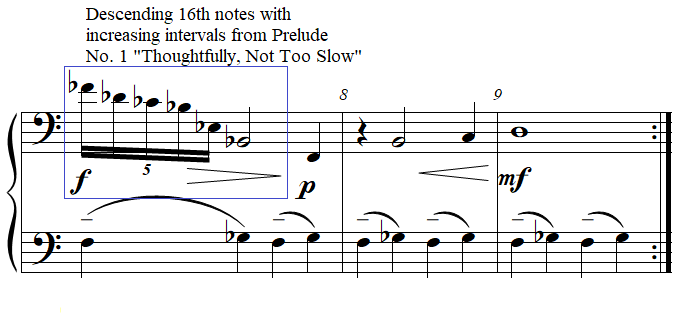 Descending 16th notes with
increasing intervals from Prelude
No. 1 "Thoughtfully, Not Too Slow"
8
9
5
f
p
mf